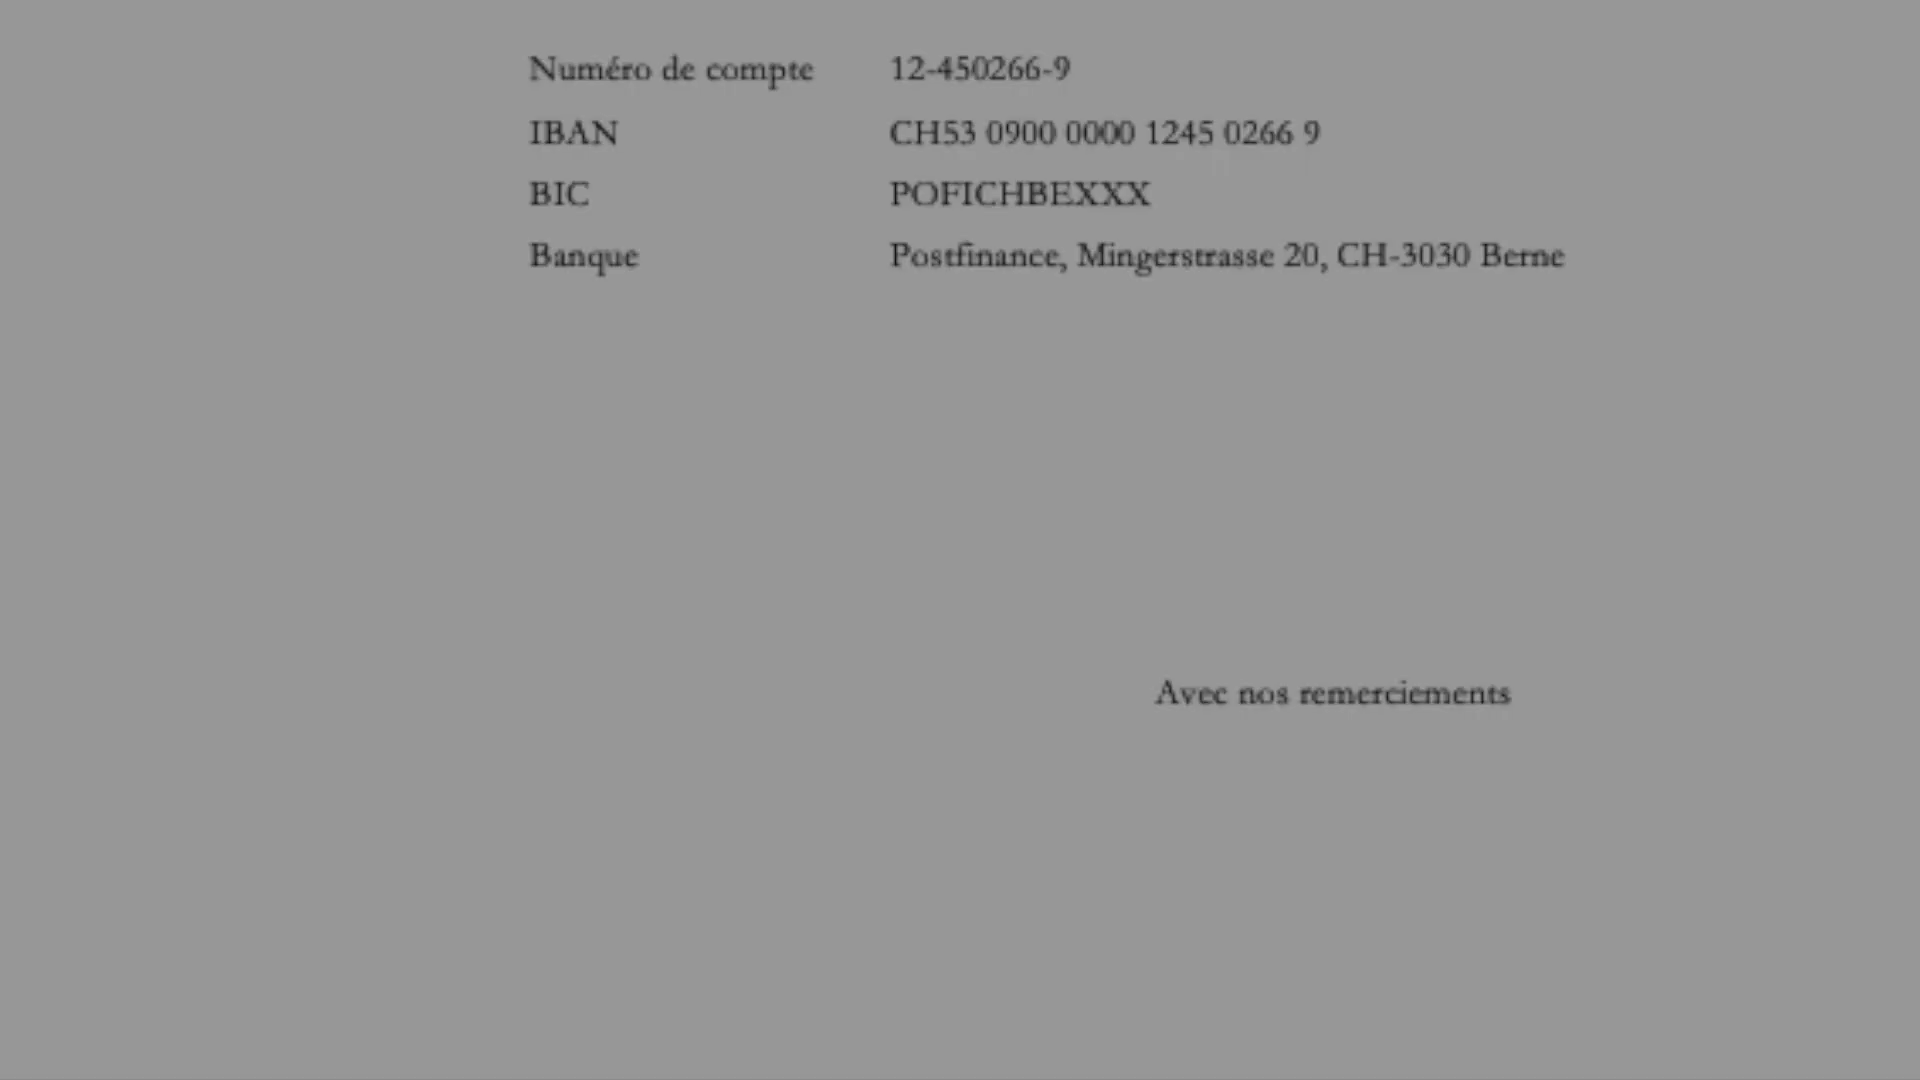 Numéro de compte 12-450266-9
IBAN CH53 0900 0000 1245 0266 9
BIC POFICHBEXXX
Banque Postfinance, Mingerstrasse 20, CH-3030 Berne
Avec nos remerciements